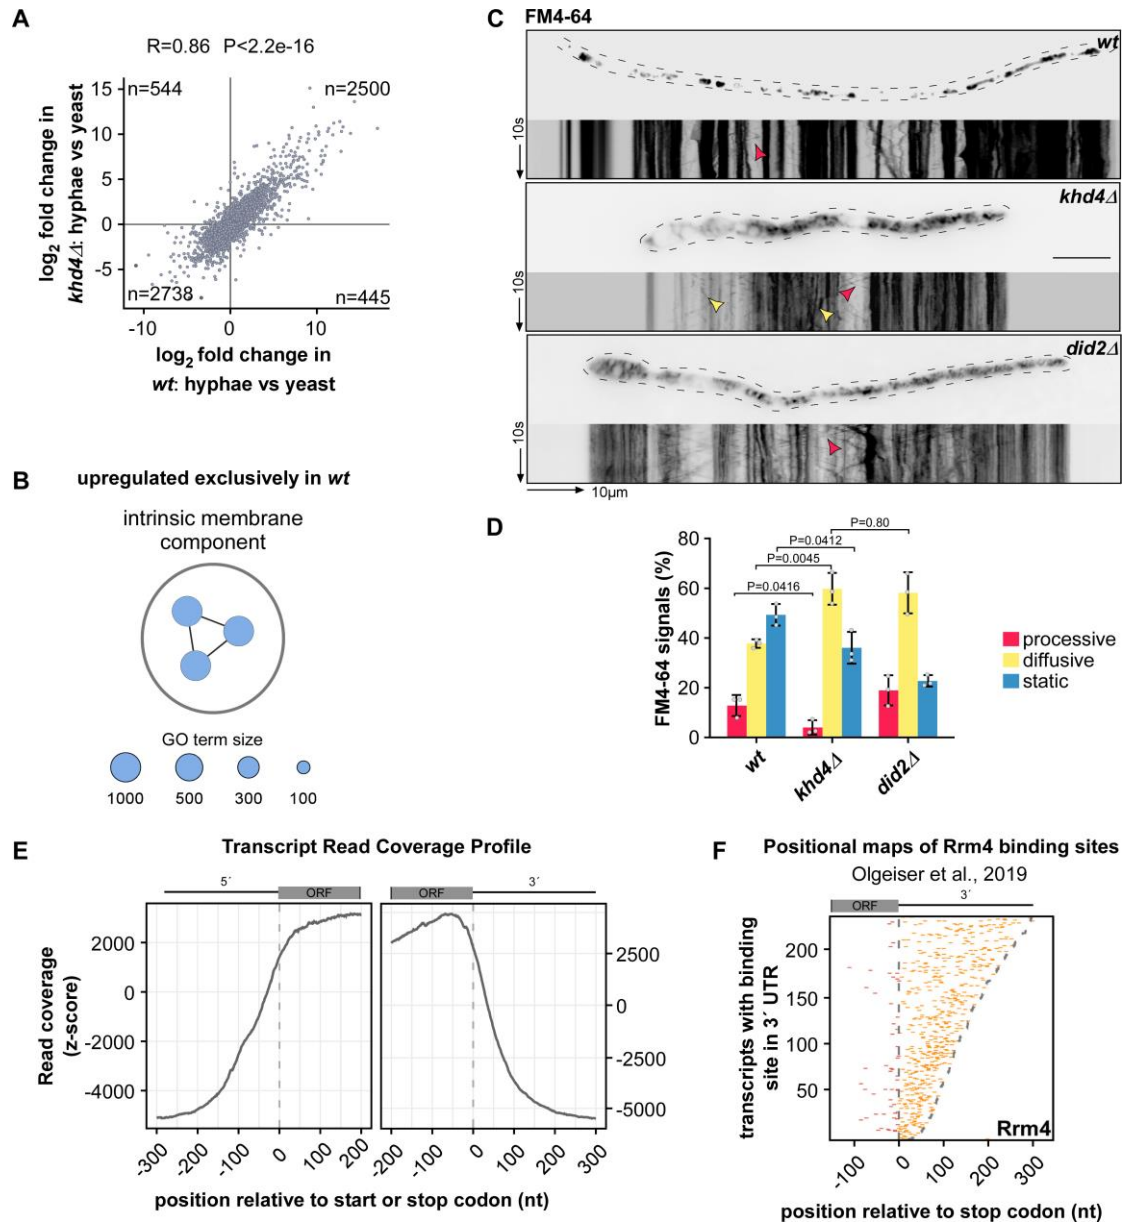 A
R=0.86 P<2.2e-16
n=544
n=2500
n=2738
n=445
15
10
5
0
-5
-10
0
10
log2 fold change in
khd4Δ: hyphae vs yeast
log2 fold change in
wt: hyphae vs yeast
B
upregulated exclusively in wt
intrinsic membrane
component
GO term size
1000
500
300
100
C
FM4-64
wt
10s
khd4Δ
10s
did2Δ
10s
10µm
D
P=0.80
P=0.0412
P=0.0045
P=0.0416
FM4-64 signals (%)
80
60
40
20
0
wt
khd4Δ
did2Δ
processive
diffusive
static
E
Transcript Read Coverage Profile
5´
ORF
ORF
3´
Read coverage
(z-score)
2000
0
-2000
-4000
2500
0
-2500
-5000
-300
-200
-100
0
100
200
-200
-100
0
100
200
300
position relative to start or stop codon (nt)
F
Positional maps of Rrm4 binding sites
Olgeiser et al., 2019
ORF
3´
transcripts with binding
site in 3´ UTR
200
150
100
50
Rrm4
-100
0
100
200
300
position relative to stop codon (nt)